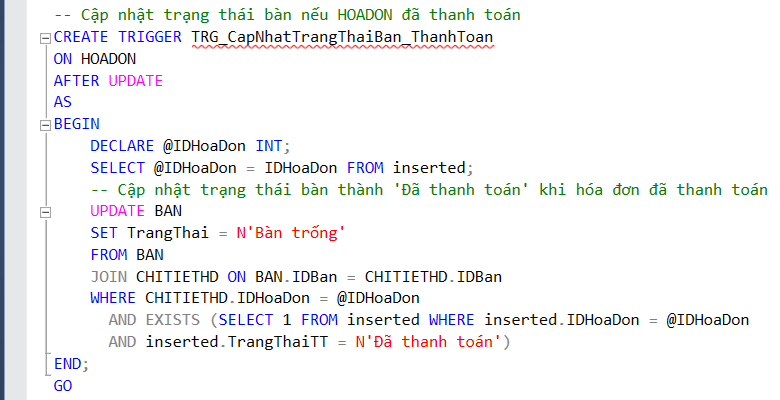 -- Cập nhật trạng thái bàn nếu HOADON đã thanh toán
CREATE TRIGGER TRG_CapNhatTrangThaiBan_ThanhToan
ON HOADON
AFTER UPDATE
AS
BEGIN
    DECLARE @IDHoaDon INT;
    SELECT @IDHoaDon = IDHoaDon FROM inserted;
    -- Cập nhật trạng thái bàn thành 'Đã thanh toán' khi hóa đơn đã thanh toán
    UPDATE BAN
    SET TrangThai = N'Bàn trống'
    FROM BAN
    JOIN CHITIETHD ON BAN.IDBan = CHITIETHD.IDBan
    WHERE CHITIETHD.IDHoaDon = @IDHoaDon
      AND EXISTS (SELECT 1 FROM inserted WHERE inserted.IDHoaDon = @IDHoaDon
      AND inserted.TrangThaiTT = N'Đã thanh toán')
END;
GO